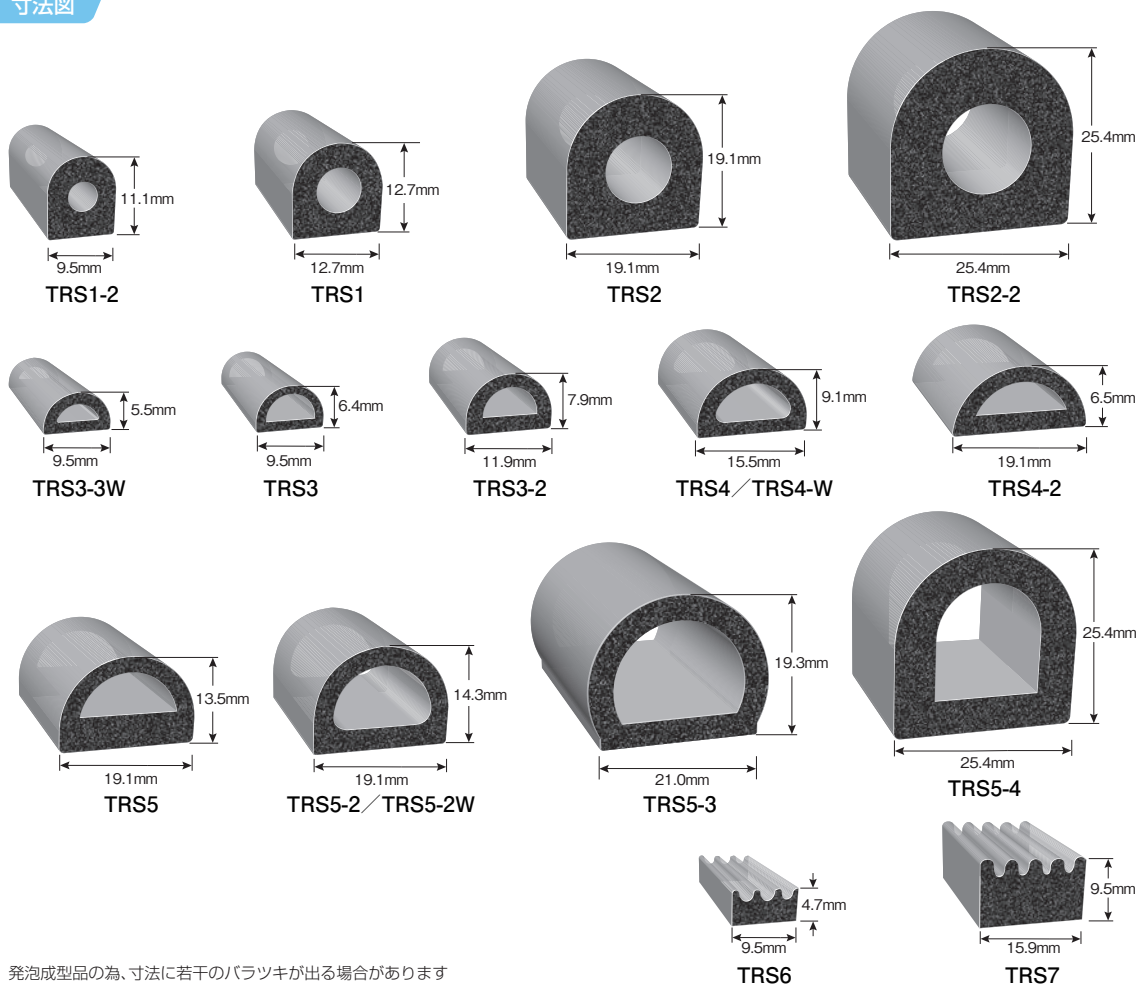 寸法図
11.1mm
9.5mm
TRS1-2
12.7mm
12.7mm
TRS1
19.1mm
19.1mm
TRS2
25.4mm
25.4mm
TRS2-2
5.5mm
9.5mm
TRS3-3W
6.4mm
9.5mm
TRS3
7.9mm
11.9mm
TRS3-2
9.1mm
15.5mm
TRS4／TRS4-W
6.5mm
19.1mm
TRS4-2
13.5mm
19.1mm
TRS5
14.3mm
19.1mm
TRS5-2／TRS5-2W
19.3mm
21.0mm
TRS5-3
25.4mm
25.4mm
TRS5-4
4.7mm
9.5mm
TRS6
9.5mm
15.9mm
TRS7
発泡成型品の為、寸法に若干のバラツキが出る場合があります